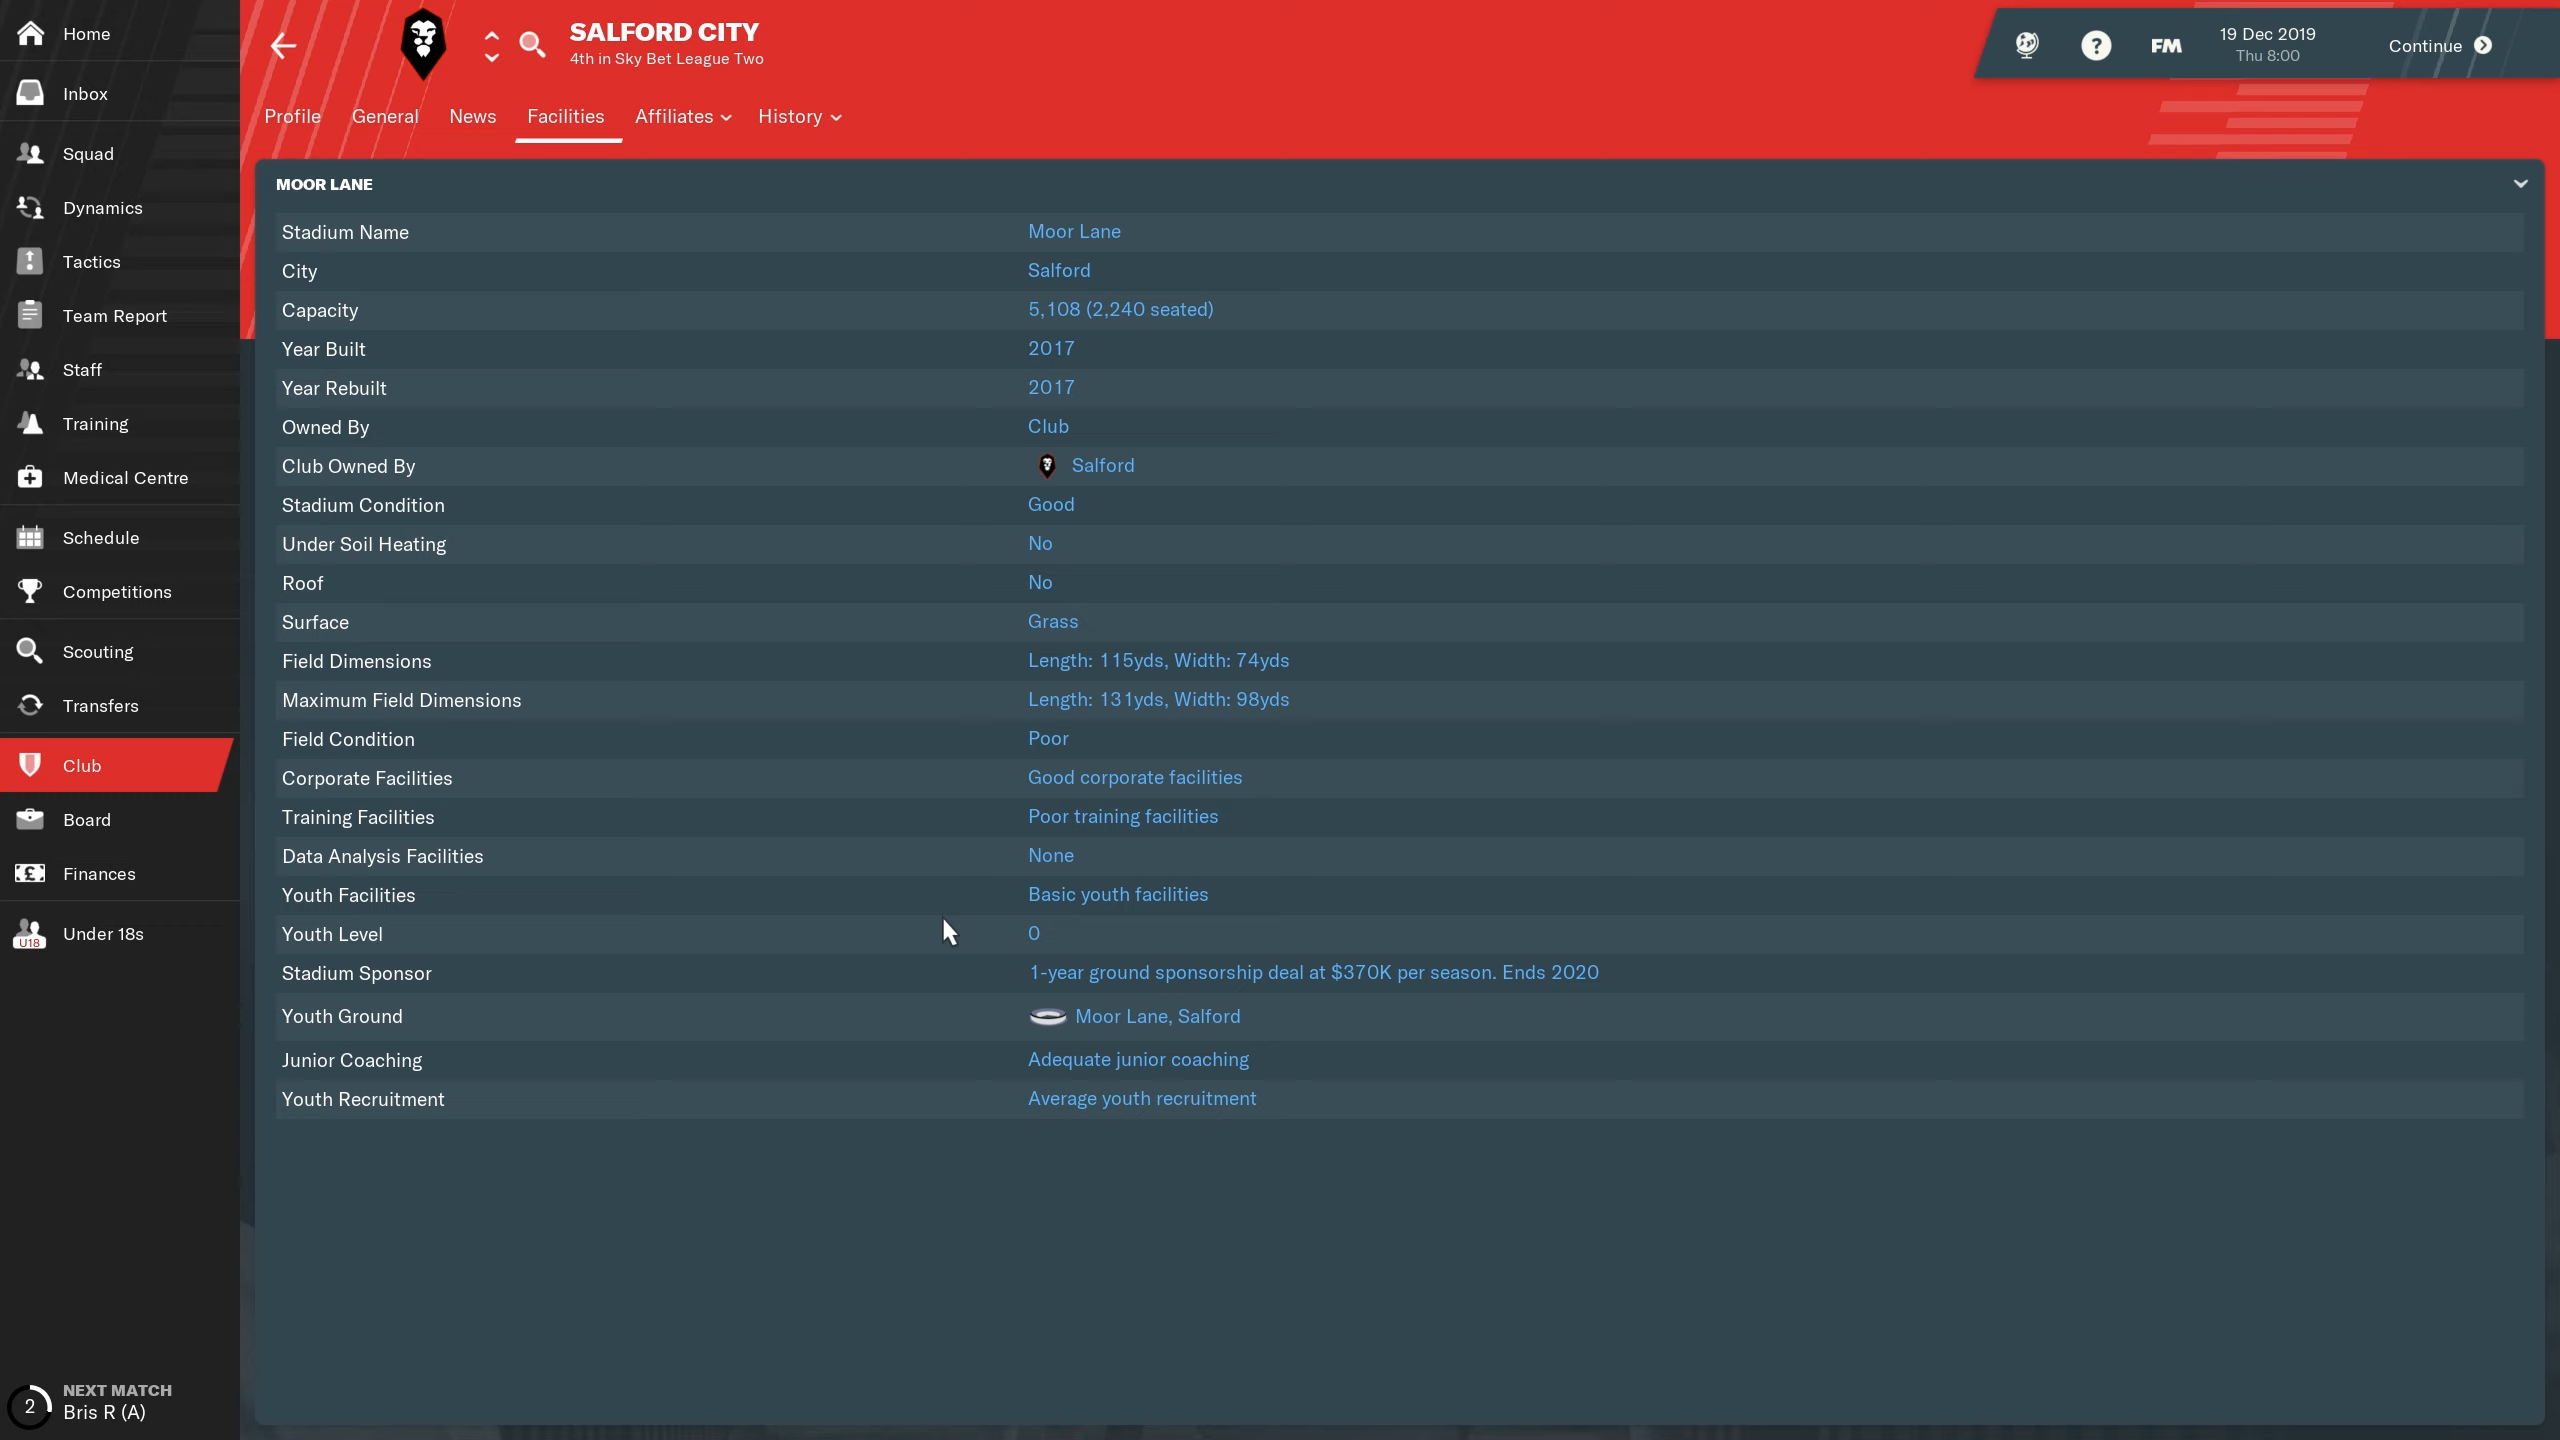 Home
Inbox
Squad
Dynamics
Tactics
Team Report
Staff
Training
Medical Centre
Schedule
Competitions
Scouting
Transfers
Club
Board
Finances
U18 Under 18s
2 NEXT MATCH
Bris R (A)
SALFORD CITY
4th in Sky Bet League Two
? FM 19 Dec 2019
Thu 8:00
Continue
Profile General News Facilities Affiliates History
MOOR LANE
Stadium Name Moor Lane
City Salford
Capacity 5,108 (2,240 seated)
Year Built 2017
Year Rebuilt 2017
Owned By Club
Club Owned By Salford
Stadium Condition Good
Under Soil Heating No
Roof No
Surface Grass
Field Dimensions Length: 115yds, Width: 74yds
Maximum Field Dimensions Length: 131yds, Width: 98yds
Field Condition Poor
Corporate Facilities Good corporate facilities
Training Facilities Poor training facilities
Data Analysis Facilities None
Youth Facilities Basic youth facilities
Youth Level 0
Stadium Sponsor 1-year ground sponsorship deal at $370K per season. Ends 2020
Youth Ground Moor Lane, Salford
Junior Coaching Adequate junior coaching
Youth Recruitment Average youth recruitment